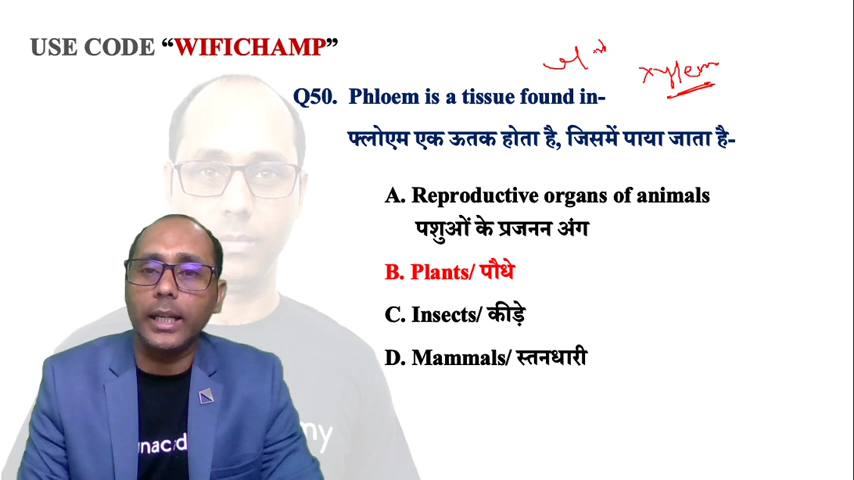 USE CODE “WIFICHAMP”
xylem
Q50. Phloem is a tissue found in-
फ्लोएम एक ऊतक होता है, जिसमें पाया जाता है-
A. Reproductive organs of animals
पशुओं के प्रजनन अंग
B. Plants/ पौधे
C. Insects/ कीड़े
D. Mammals/ स्तनधारी